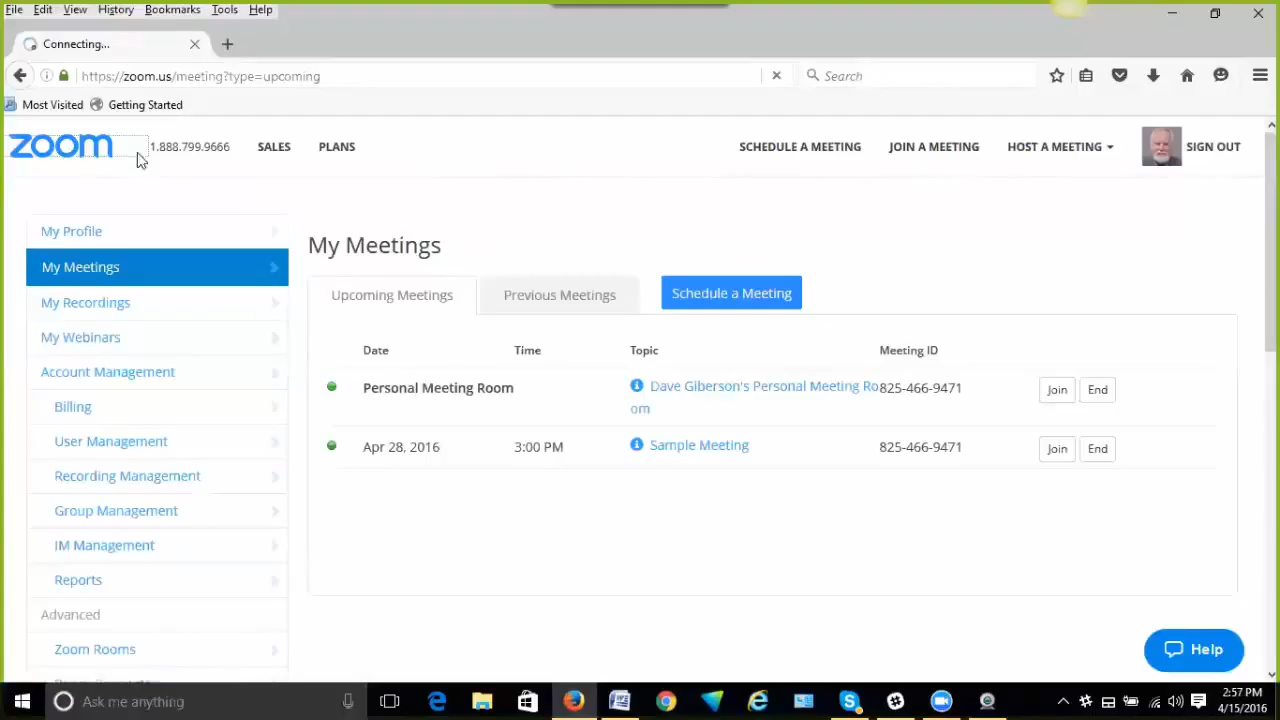 File Edit View History Bookmarks Tools Help
Connecting...
https://zoom.us/meeting?type=upcoming
Search
Most Visited Getting Started
zoom 1.888.799.9666 SALES PLANS SCHEDULE A MEETING JOIN A MEETING HOST A MEETING SIGN OUT
My Profile
My Meetings
My Recordings
My Webinars
Account Management
Billing
User Management
Recording Management
Group Management
IM Management
Reports
Advanced
Zoom Rooms
My Meetings
Upcoming Meetings Previous Meetings Schedule a Meeting
Date Time Topic Meeting ID
Personal Meeting Room Dave Giberson's Personal Meeting Ro 825-466-9471 Join End
om
Apr 28, 2016 3:00 PM Sample Meeting 825-466-9471 Join End
Help
Ask me anything
2:57 PM
4/15/2016